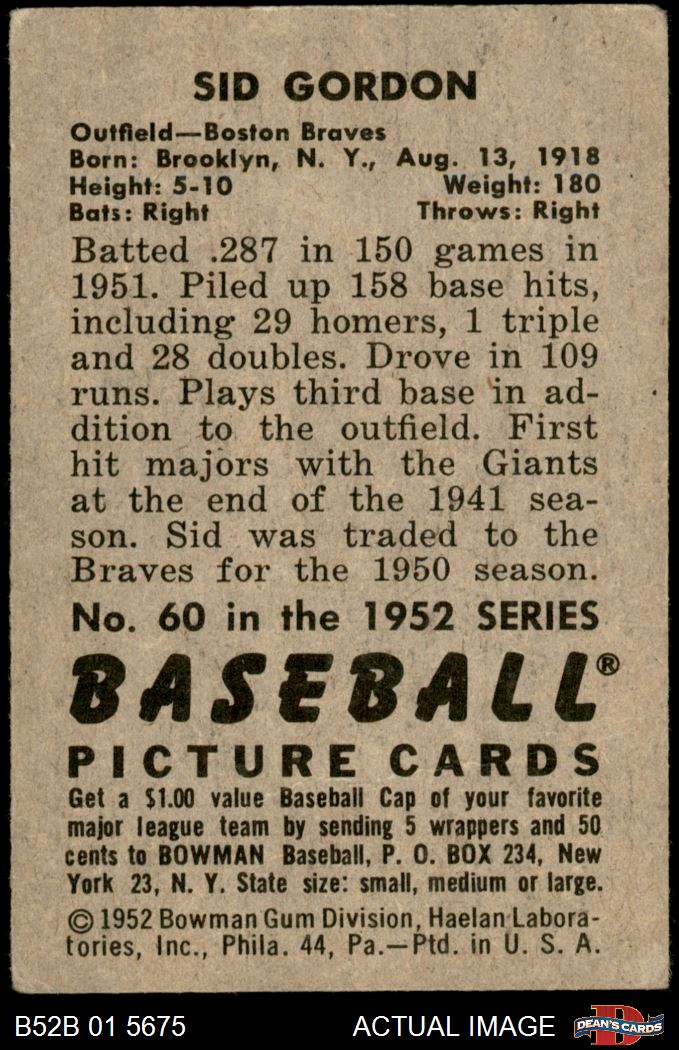 SID GORDON
Outfield—Boston Braves
Born: Brooklyn, N. Y., Aug. 13, 1918
Height: 5-10 Weight: 180
Bats: Right Throws: Right
Batted .287 in 150 games in
1951. Piled up 158 base hits,
including 29 homers, 1 triple
and 28 doubles. Drove in 109
runs. Plays third base in ad-
dition to the outfield. First
hit majors with the Giants
at the end of the 1941 sea-
son. Sid was traded to the
Braves for the 1950 season.
No. 60 in the 1952 SERIES
BASEBALL®
PICTURE CARDS
Get a $1.00 value Baseball Cap of your favorite
major league team by sending 5 wrappers and 50
cents to BOWMAN Baseball, P. O. BOX 234, New
York 23, N. Y. State size: small, medium or large.
© 1952 Bowman Gum Division, Haelan Labora-
tories, Inc., Phila. 44, Pa.—Ptd. in U. S. A.
B52B 01 5675 ACTUAL IMAGE DEAN'S CARDS